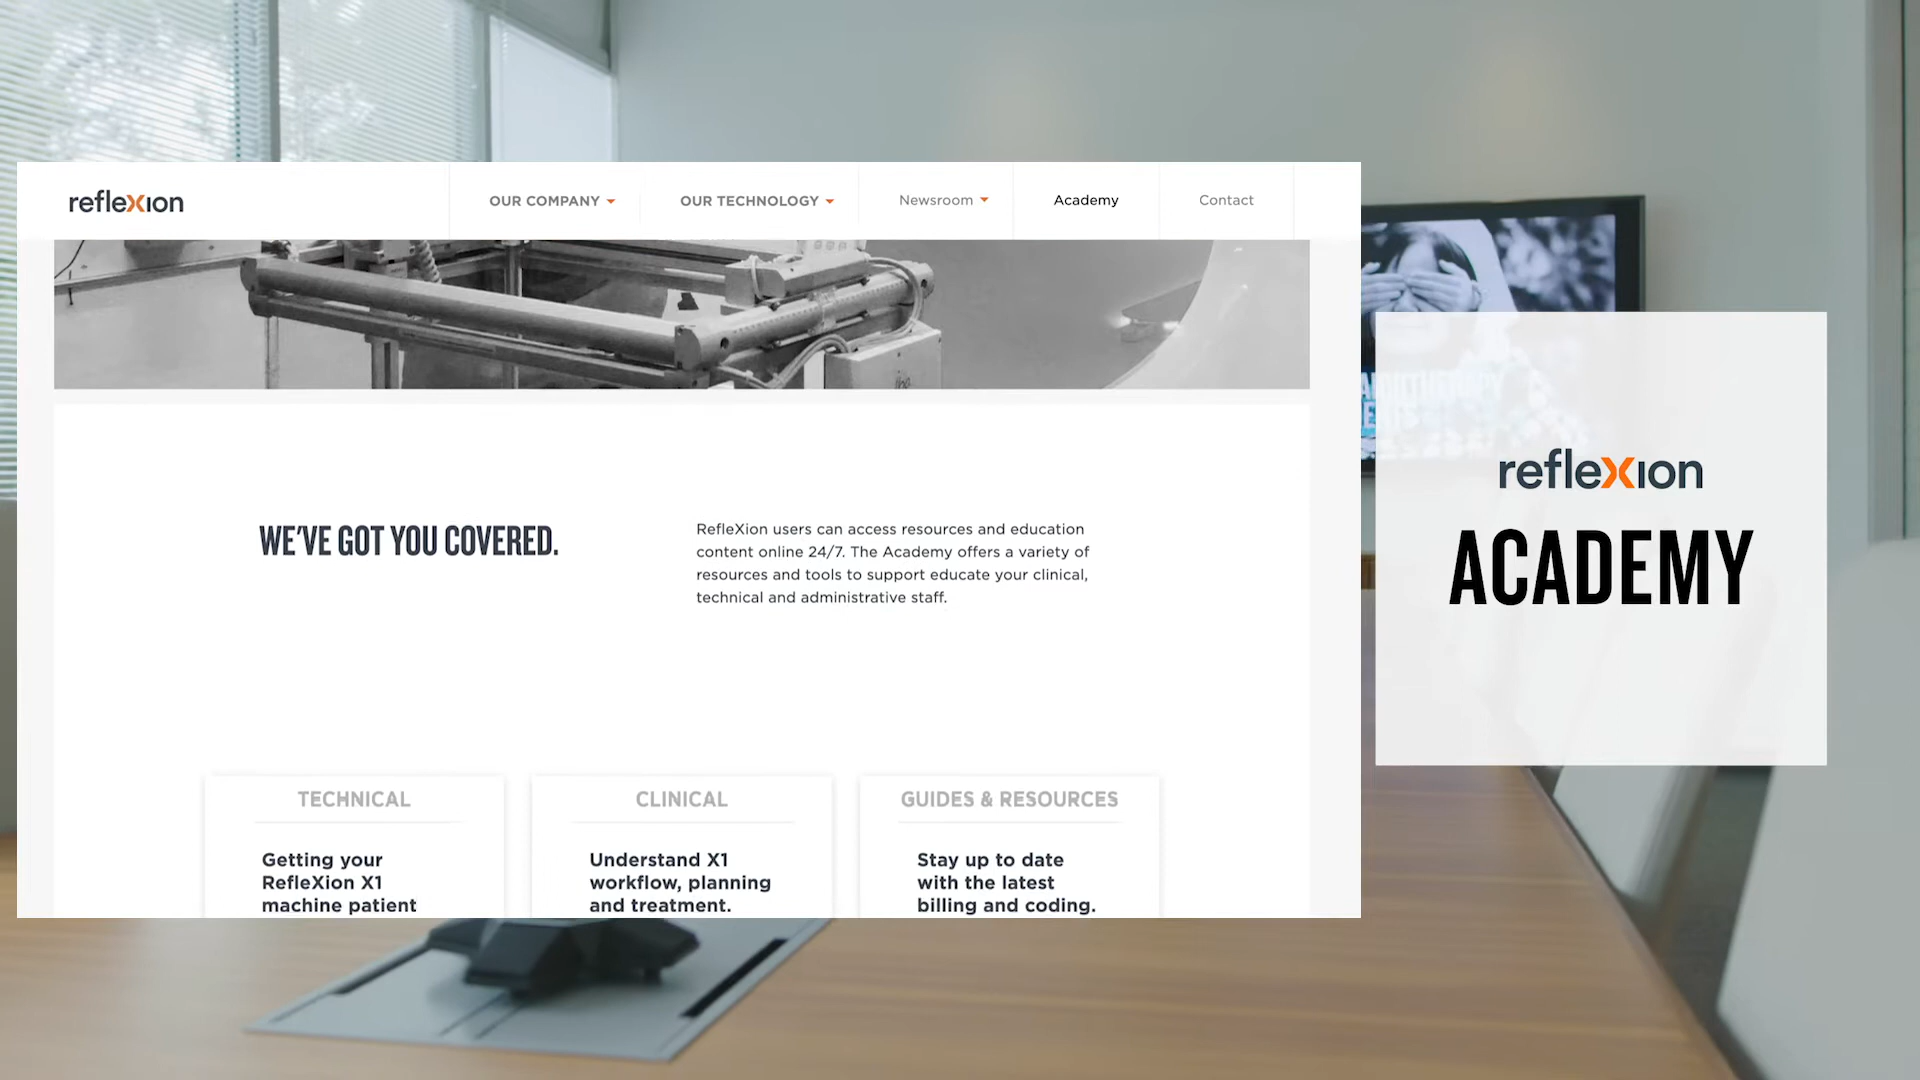 reflexion
OUR COMPANY
OUR TECHNOLOGY
Newsroom
Academy
Contact
WE'VE GOT YOU COVERED.
RefleXion users can access resources and education
content online 24/7. The Academy offers a variety of
resources and tools to support educate your clinical,
technical and administrative staff.
TECHNICAL
Getting your
RefleXion X1
machine patient
CLINICAL
Understand X1
workflow, planning
and treatment.
GUIDES & RESOURCES
Stay up to date
with the latest
billing and coding.
reflexion
ACADEMY